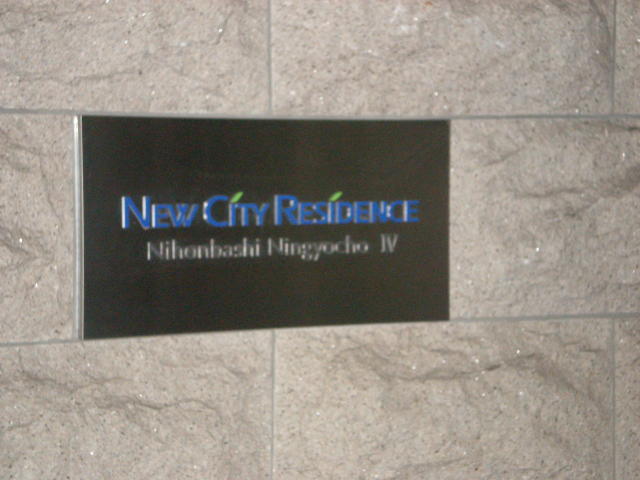 New City Residence
Nihonbashi Ningyocho IV